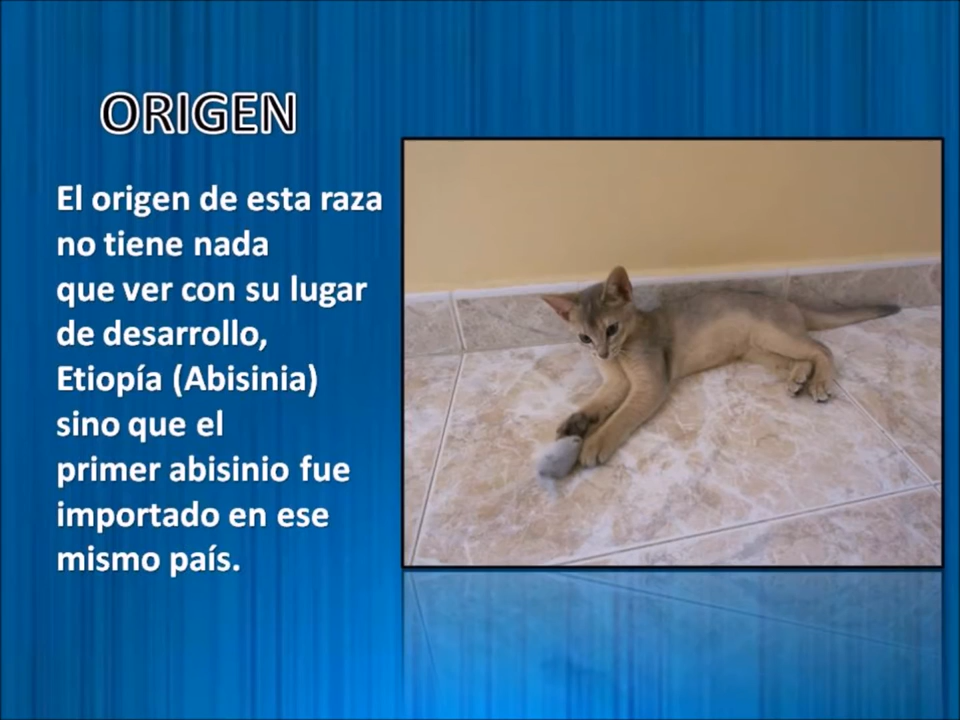 ORIGEN
El origen de esta raza
no tiene nada
que ver con su lugar
de desarrollo,
Etiopía (Abisinia)
sino que el
primer abisinio fue
importado en ese
mismo país.